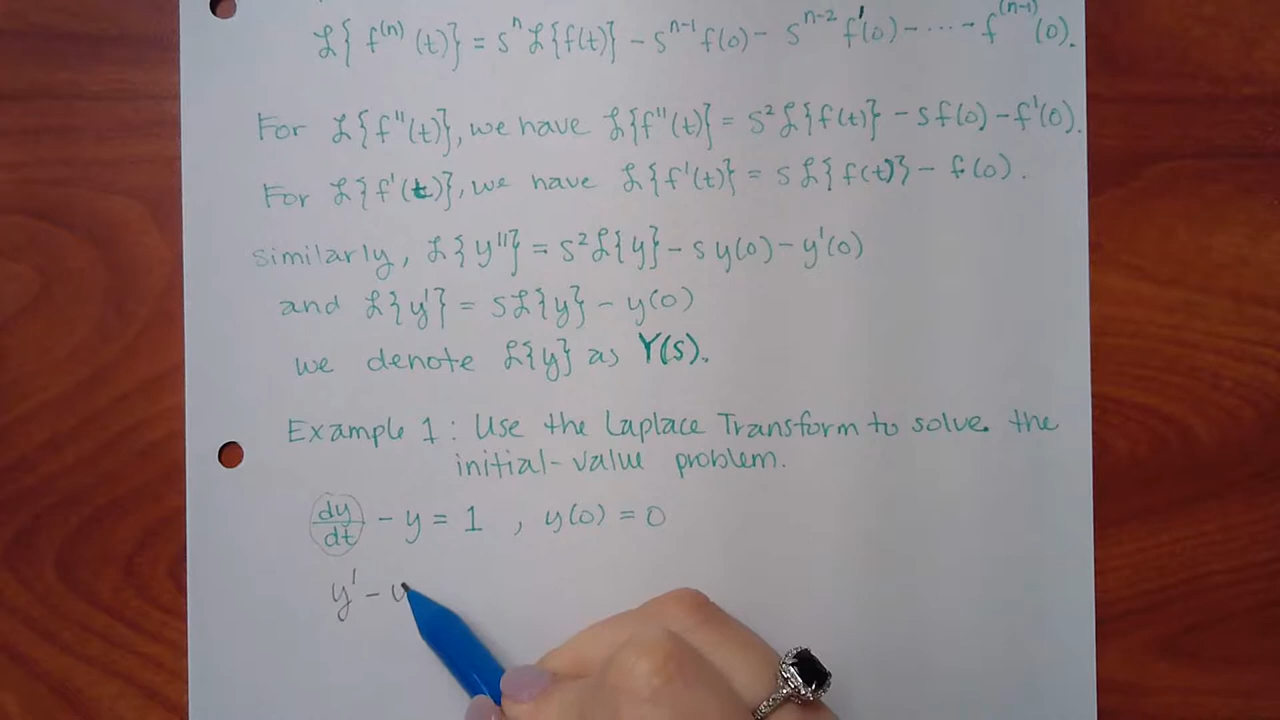 ℒ{f⁽ⁿ⁾(t)} = sⁿℒ{f(t)} - sⁿ⁻¹f(0) - sⁿ⁻²f'(0) - ···· - f⁽ⁿ⁻¹⁾(0).
For ℒ{f''(t)}, we have ℒ{f''(t)} = s²ℒ{f(t)} - sf(0) - f'(0).
For ℒ{f'(t)}, we have ℒ{f'(t)} = sℒ{f(t)} - f(0).
similarly, ℒ{y''} = s²ℒ{y} - sy(0) - y'(0)
and ℒ{y'} = sℒ{y} - y(0)
we denote ℒ{y} as Y(s).
Example 1: Use the Laplace Transform to solve the
initial-value problem.
dy/dt - y = 1 , y(0) = 0
y' -